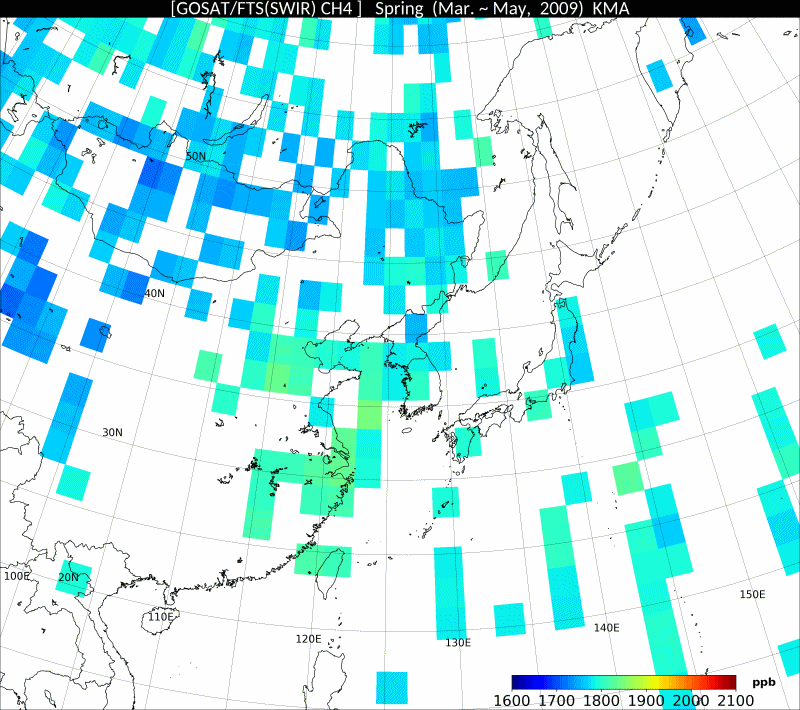 [GOSAT/FTS(SWIR) CH4 ] Spring (Mar. ~ May, 2009) KMA
50N
40N
30N
100E
20N
110E
120E
130E
140E
150E
ppb
1600 1700 1800 1900 2000 2100